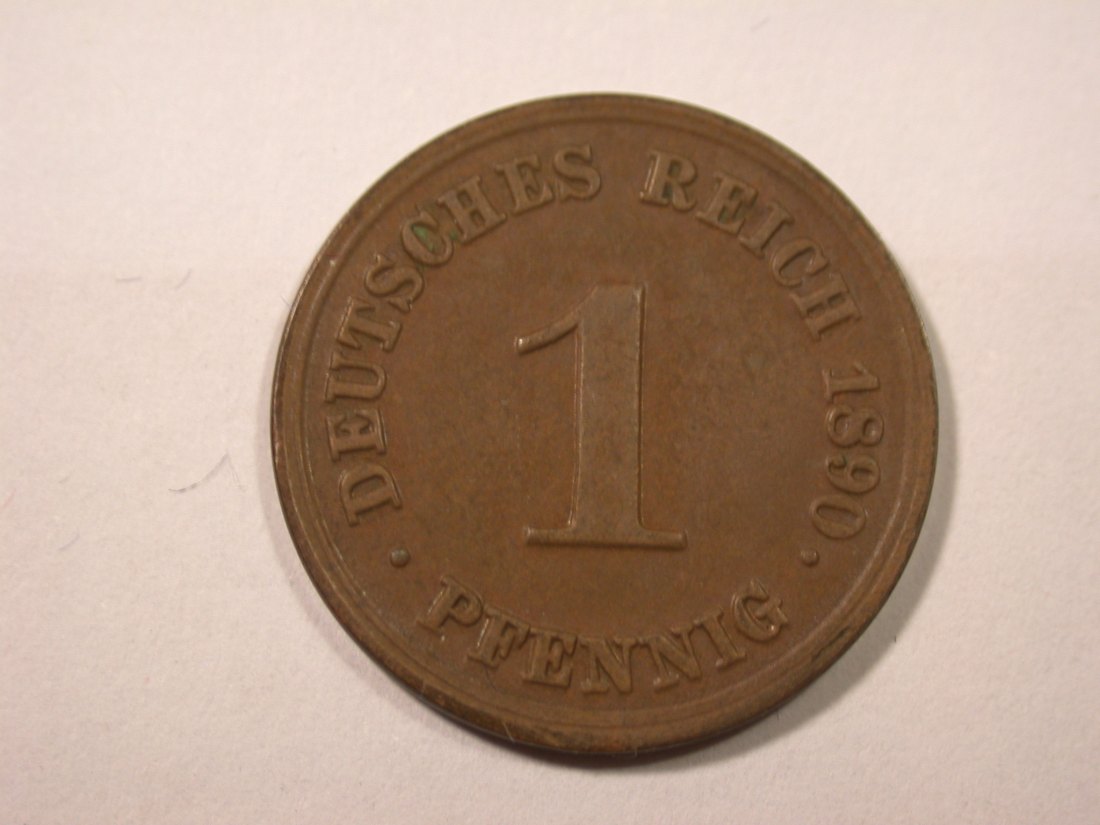 DEUTSCHES REICH 1890
1
PFENNIG